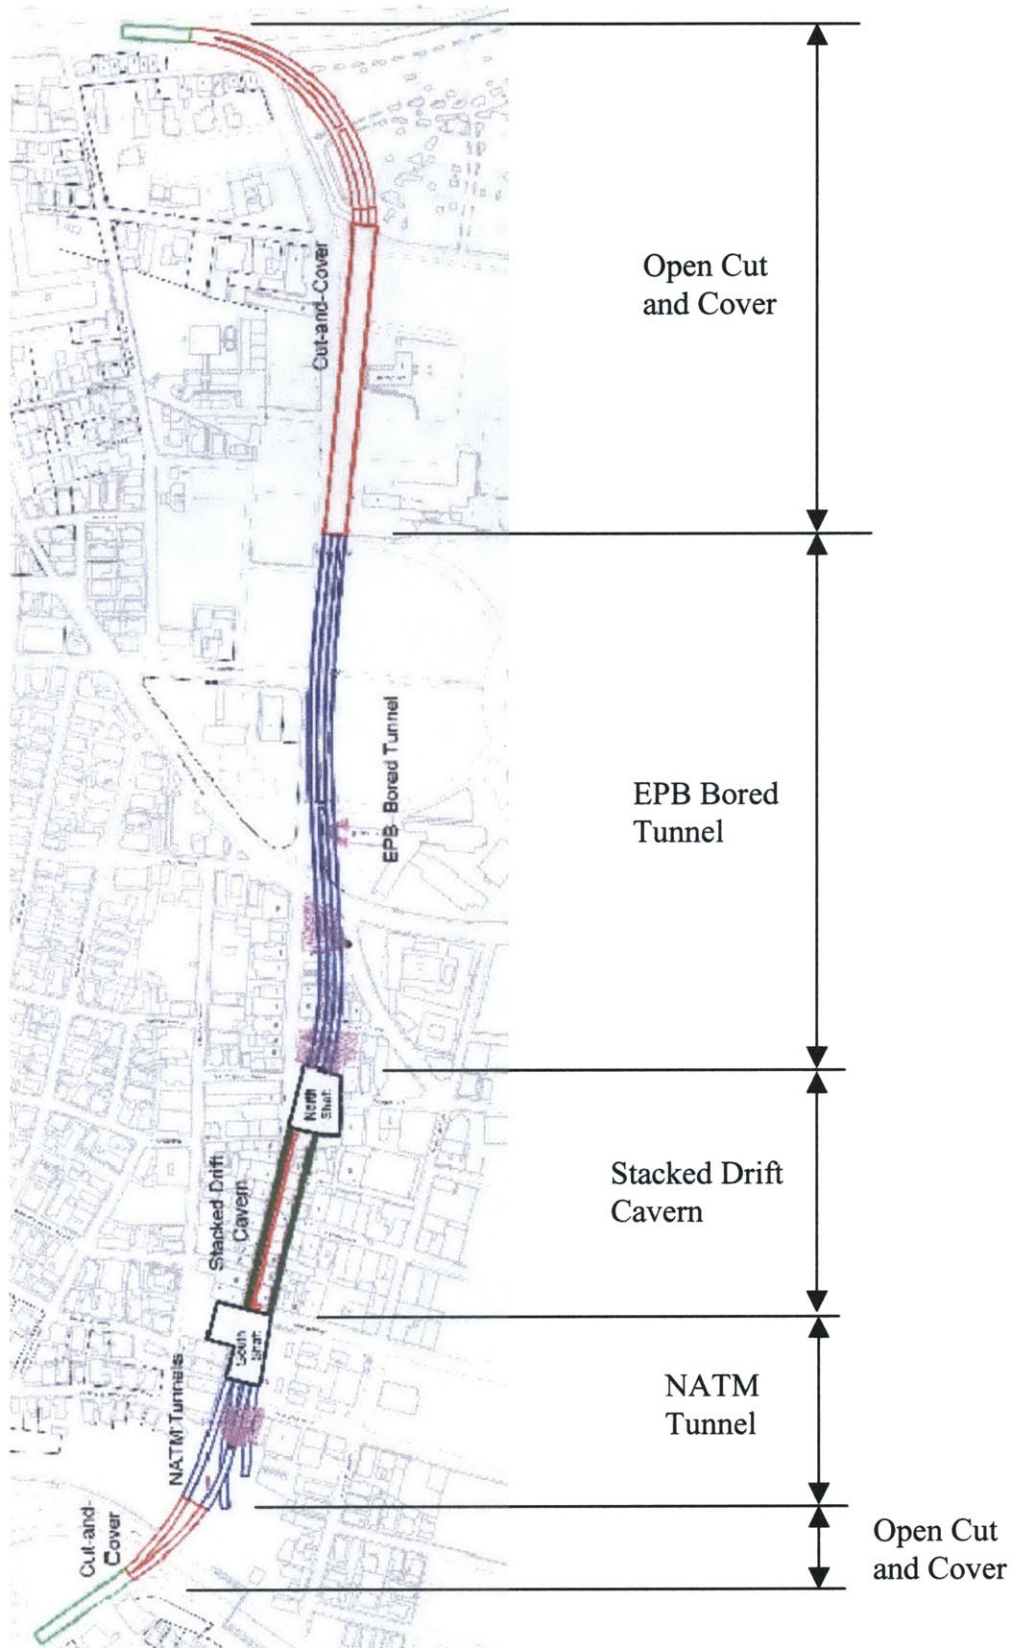 Cut-and-Cover
Open Cut
and Cover
EPB Bored Tunnel
EPB Bored
Tunnel
North
Shaft
Stacked Drift
Cavern
Stacked Drift
Cavern
South
Shaft
NATM Tunnels
NATM
Tunnel
Cut-and-
Cover
Open Cut
and Cover